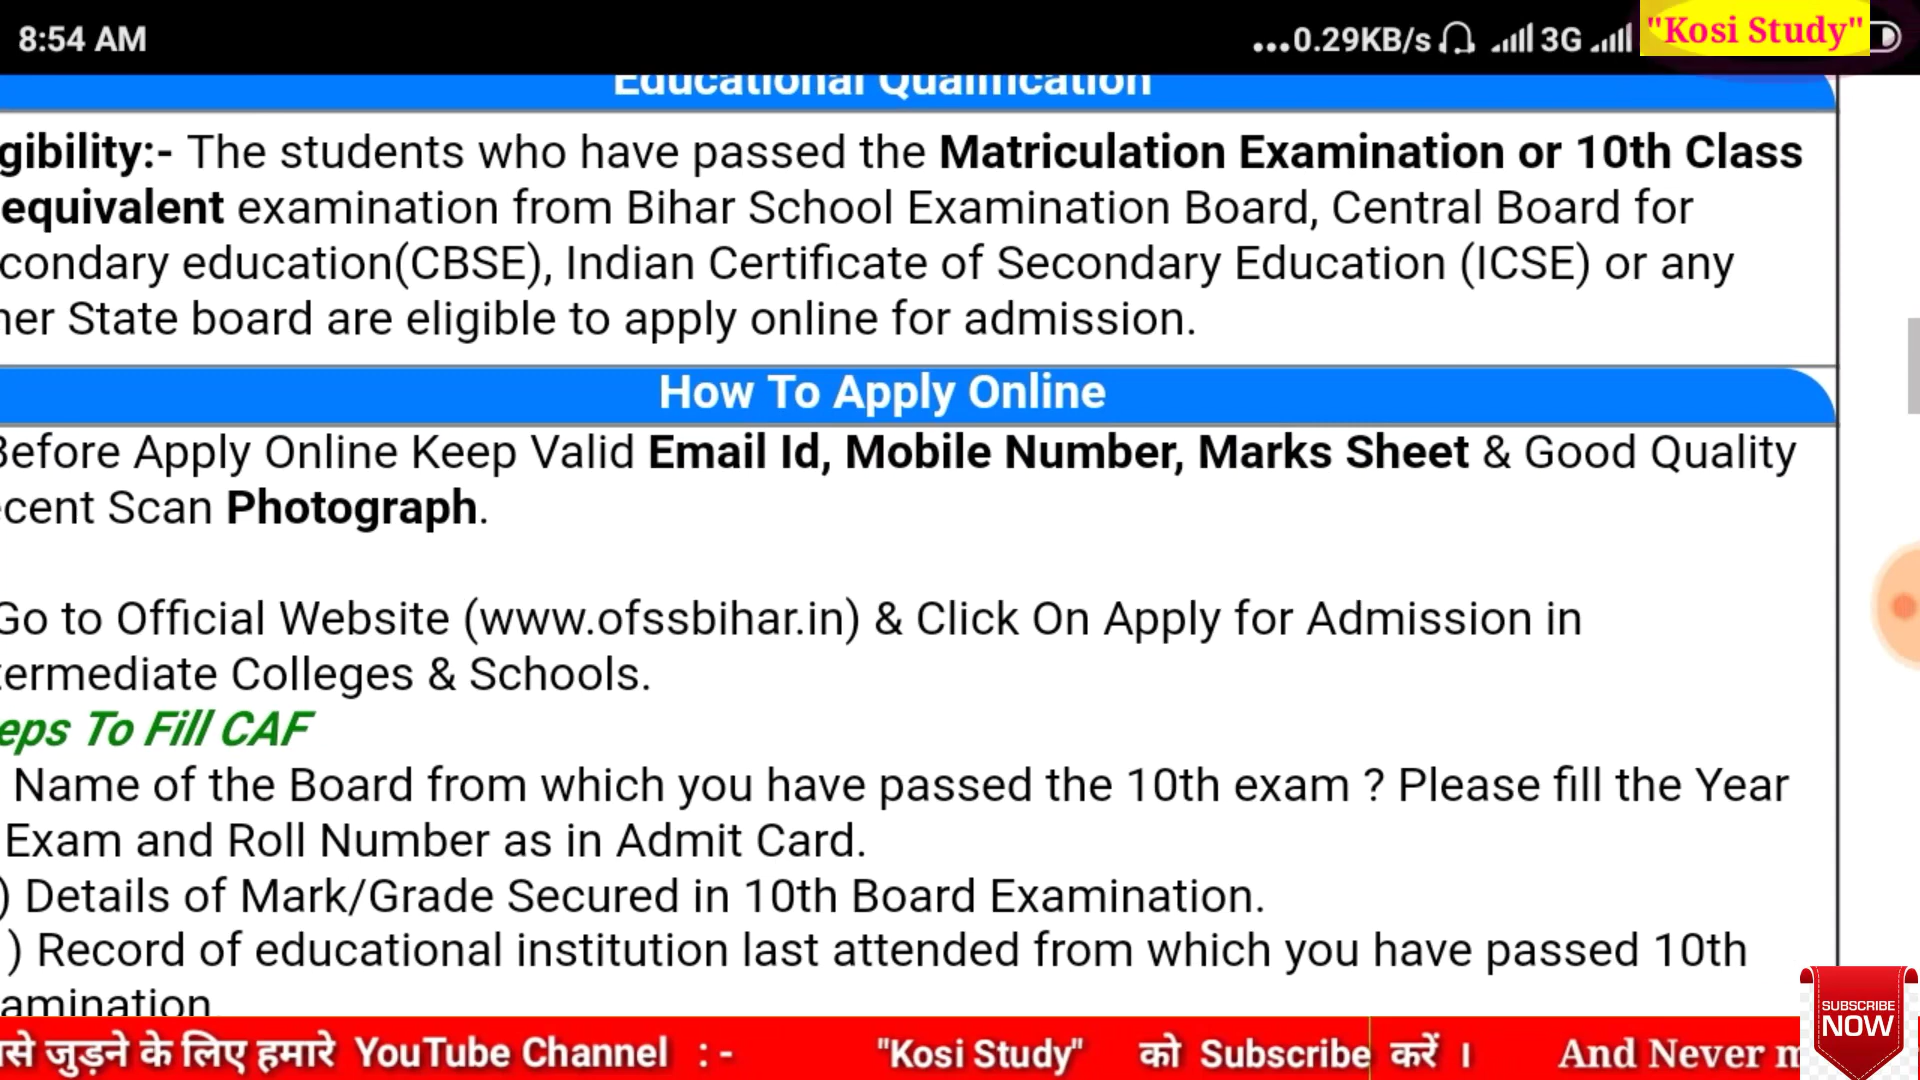 8:54 AM
...0.29KB/s 3G "Kosi Study"
Educational Qualification
gibility:- The students who have passed the Matriculation Examination or 10th Class
equivalent examination from Bihar School Examination Board, Central Board for
condary education(CBSE), Indian Certificate of Secondary Education (ICSE) or any
her State board are eligible to apply online for admission.
How To Apply Online
Before Apply Online Keep Valid Email Id, Mobile Number, Marks Sheet & Good Quality
cent Scan Photograph.
Go to Official Website (www.ofssbihar.in) & Click On Apply for Admission in
termediate Colleges & Schools.
eps To Fill CAF
Name of the Board from which you have passed the 10th exam ? Please fill the Year
Exam and Roll Number as in Admit Card.
) Details of Mark/Grade Secured in 10th Board Examination.
) Record of educational institution last attended from which you have passed 10th
amination
से जुड़ने के लिए हमारे YouTube Channel : - "Kosi Study" को Subscribe करें । And Never m
SUBSCRIBE
NOW